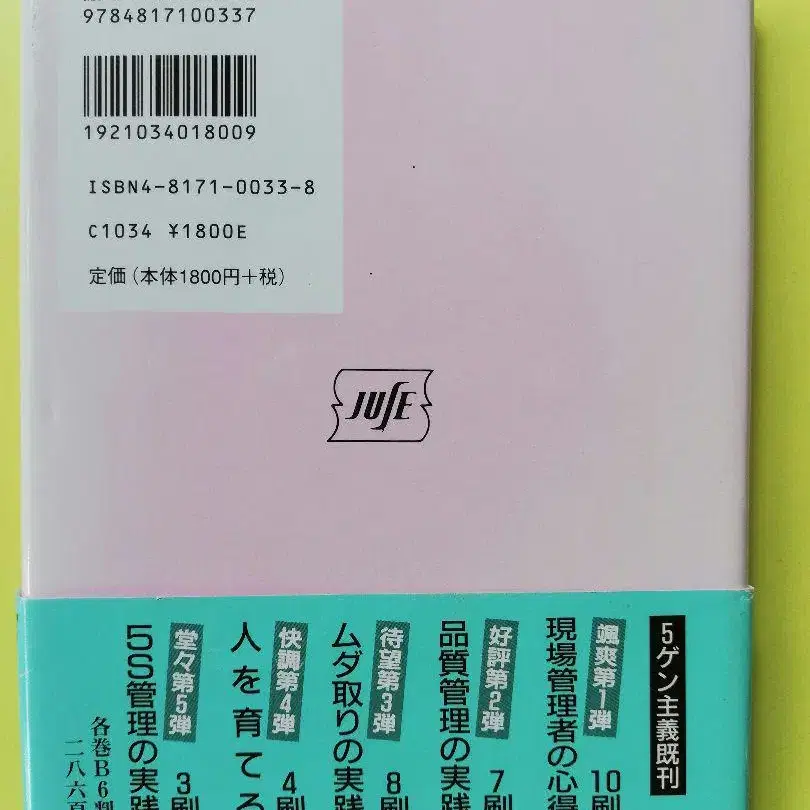 9784817100337
1921034018009
ISBN4-8171-0033-8
C1034 ¥1800E
定価(本体1800円+税)
JUSE
5ゲン主義既刊
颯爽第1弾 10刷
現場管理者の心得
好評第2弾 7刷
品質管理の実践
待望第3弾 8刷
ムダ取りの実践
快調第4弾 4刷
人を育てる
堂々第5弾 3刷
5S管理の実践
各巻B6判
二八六頁